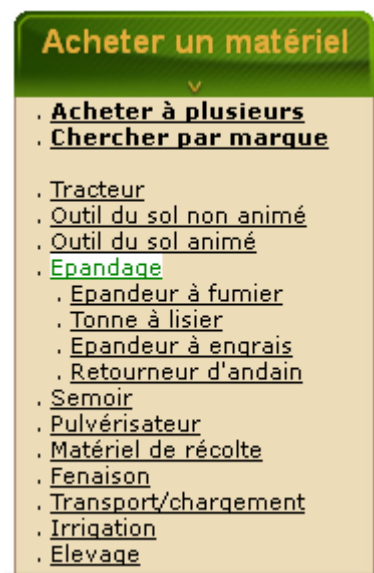 Acheter un matériel
. Acheter à plusieurs
. Chercher par marque
. Tracteur
. Outil du sol non animé
. Outil du sol animé
. Epandage
. Epandeur à fumier
. Tonne à lisier
. Epandeur à engrais
. Retourneur d'andain
. Semoir
. Pulvérisateur
. Matériel de récolte
. Fenaison
. Transport/chargement
. Irrigation
. Elevage